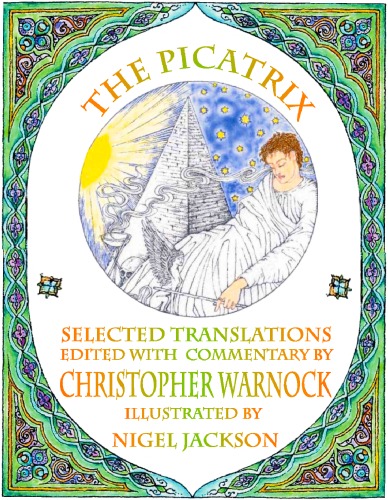 THE PICATRIX
SELECTED TRANSLATIONS
EDITED WITH COMMENTARY BY
CHRISTOPHER WARNOCK
ILLUSTRATED BY
NIGEL JACKSON